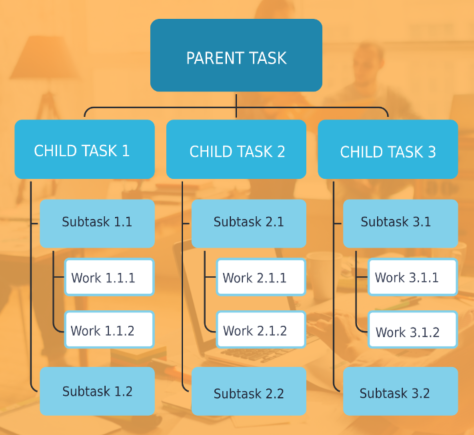 PARENT TASK
CHILD TASK 1
CHILD TASK 2
CHILD TASK 3
Subtask 1.1
Subtask 2.1
Subtask 3.1
Work 1.1.1
Work 2.1.1
Work 3.1.1
Work 1.1.2
Work 2.1.2
Work 3.1.2
Subtask 1.2
Subtask 2.2
Subtask 3.2